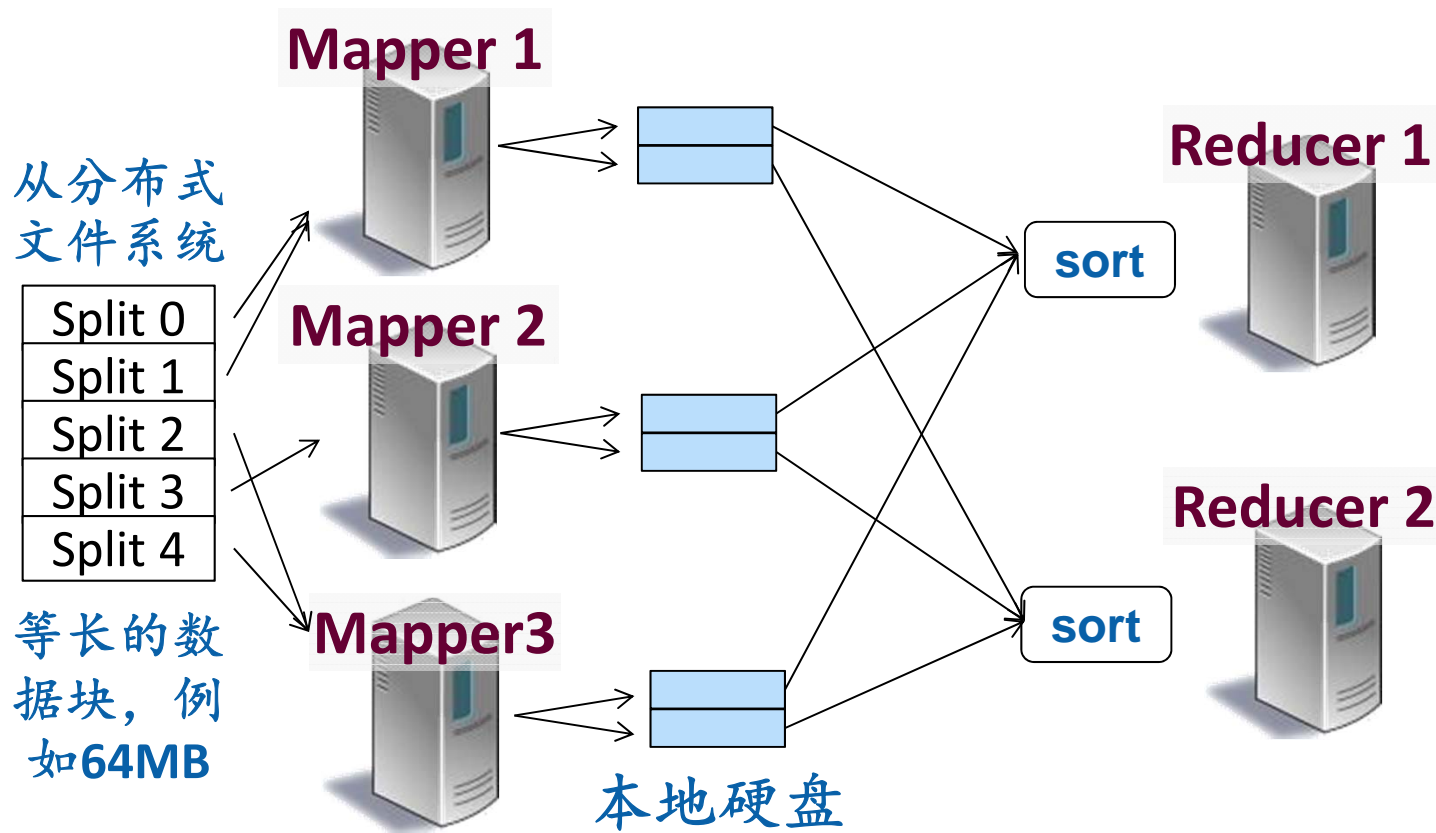 Mapper 1
Reducer 1
从分布式
文件系统
sort
Split 0
Mapper 2
Split 1
Split 2
Split 3
Reducer 2
Split 4
等长的数
Mapper3
sort
据块，例
如64MB
本地硬盘